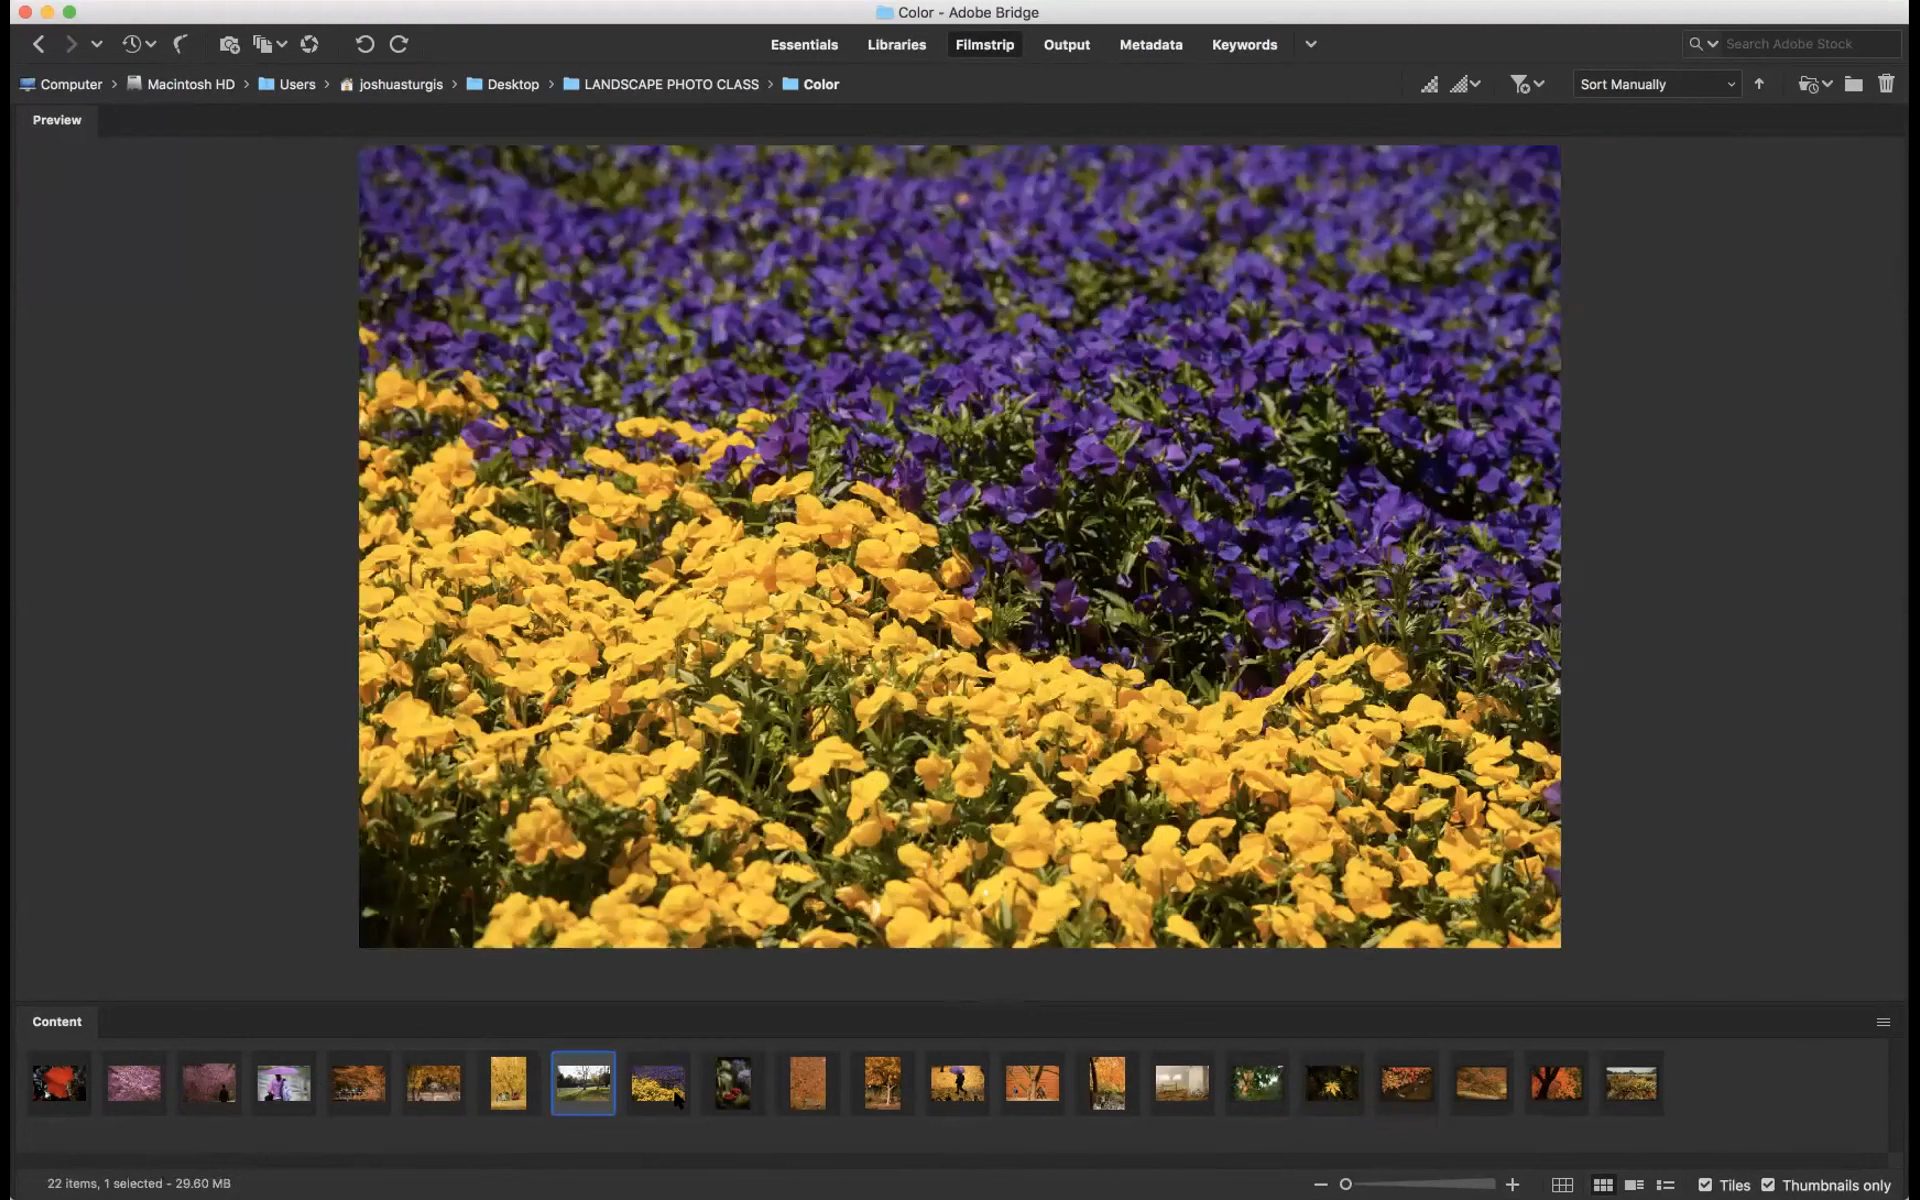 Color - Adobe Bridge
Essentials Libraries Filmstrip Output Metadata Keywords Search Adobe Stock
Computer Macintosh HD Users joshuasturgis Desktop LANDSCAPE PHOTO CLASS Color Sort Manually
Preview
Content
22 items, 1 selected - 29.60 MB Tiles Thumbnails only